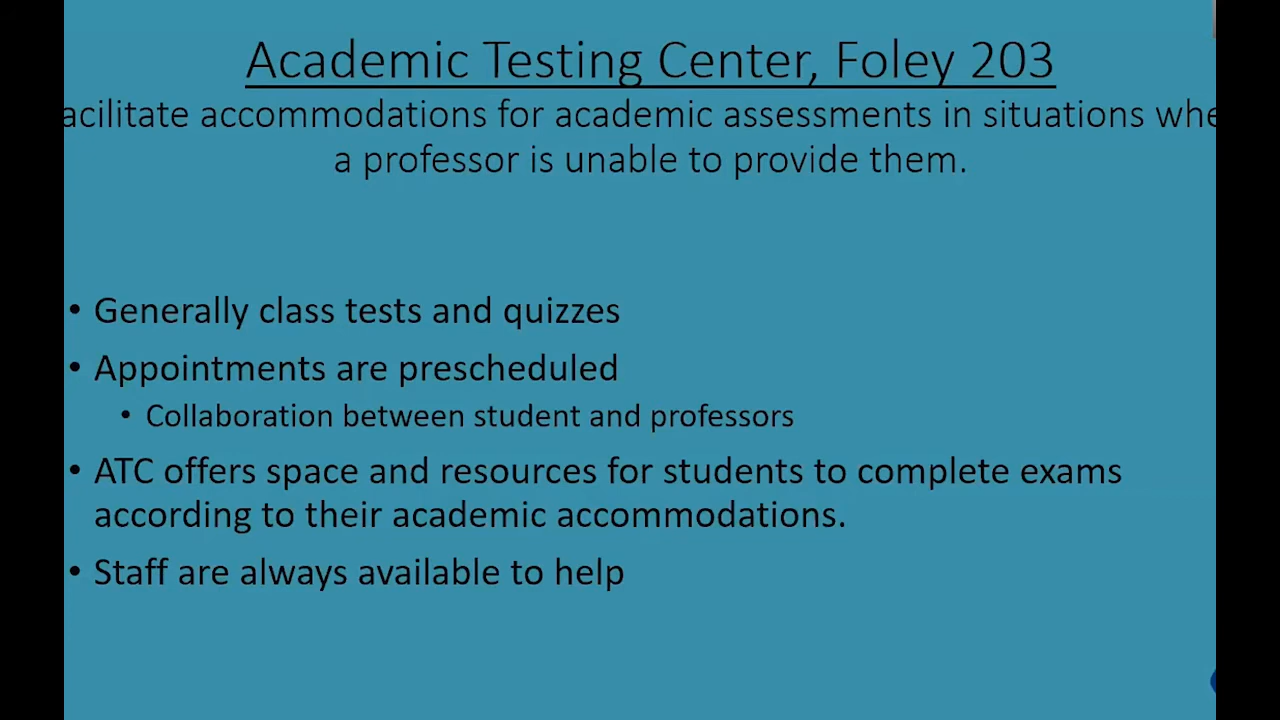 Academic Testing Center, Foley 203
acilitate accommodations for academic assessments in situations whe
a professor is unable to provide them.
• Generally class tests and quizzes
• Appointments are prescheduled
• Collaboration between student and professors
• ATC offers space and resources for students to complete exams
according to their academic accommodations.
• Staff are always available to help